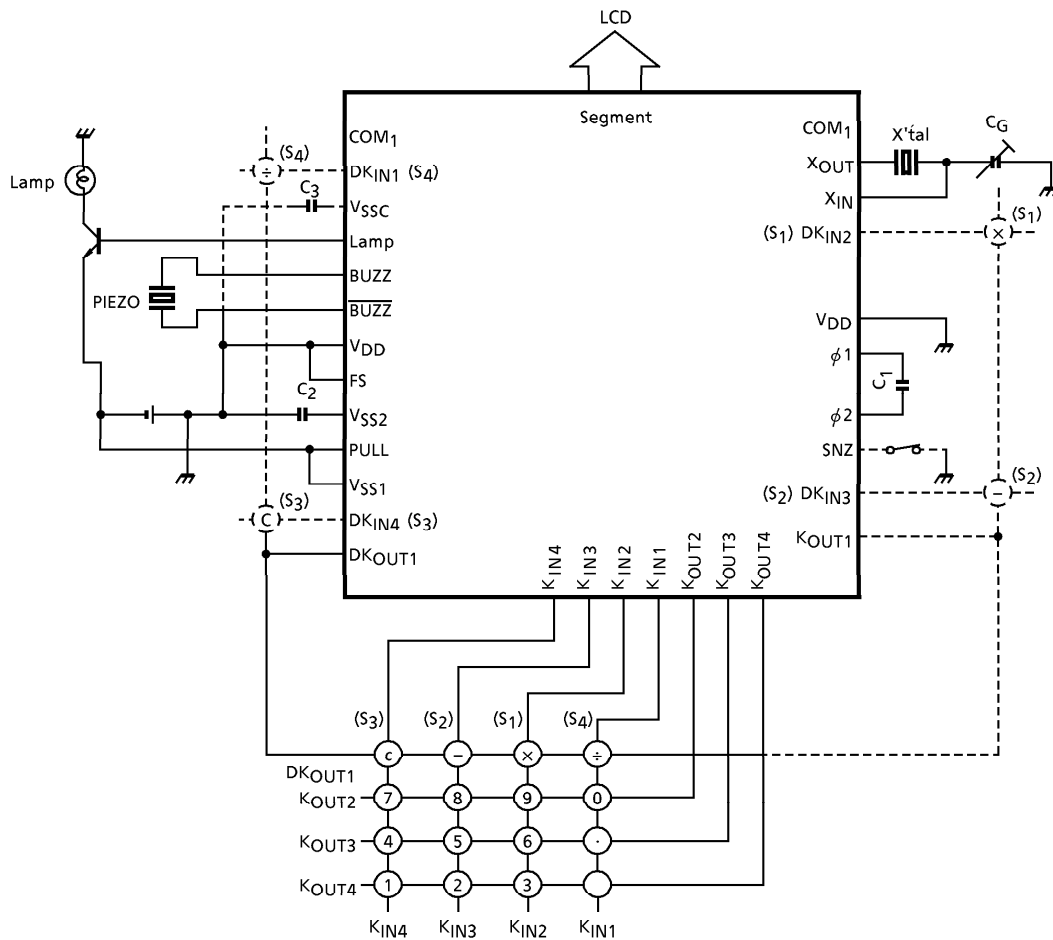 LCD
Segment
COM1
COM1
X'tal
CG
(S4)
÷
DKIN1 (S4)
XOUT
Lamp
C3
VSSC
XIN
(S1)
Lamp
(S1) DKIN2
×
BUZZ
PIEZO
BUZZ
VDD
VDD
ϕ1
FS
C1
C2
VSS2
ϕ2
PULL
SNZ
VSS1
(S3)
(S2)
C
DKIN4 (S3)
(S2) DKIN3
−
DKOUT1
KOUT1
KIN4
KIN3
KIN2
KIN1
KOUT2
KOUT3
KOUT4
(S3) (S2) (S1) (S4)
c − × ÷
DKOUT1
KOUT2 7 8 9 0
KOUT3 4 5 6 ·
KOUT4 1 2 3
KIN4 KIN3 KIN2 KIN1